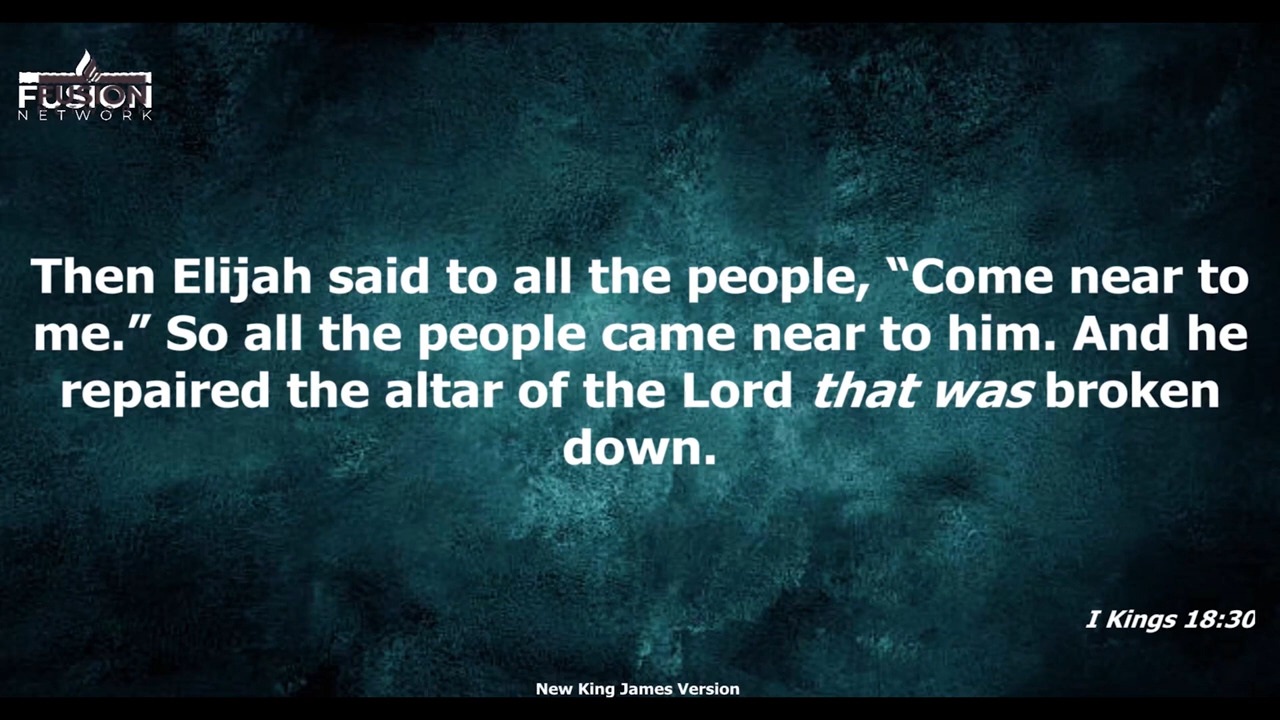 FUSION
NETWORK
Then Elijah said to all the people, “Come near to
me.” So all the people came near to him. And he
repaired the altar of the Lord that was broken
down.
I Kings 18:30
New King James Version